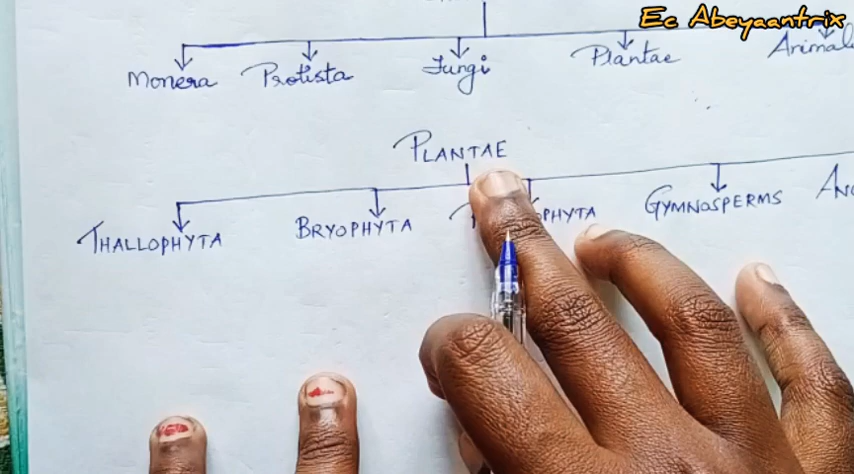 Ec Abeyaantrix
Monera Protista Fungi Plantae
PLANTAE
THALLOPHYTA BRYOPHYTA GYMNOSPERMS